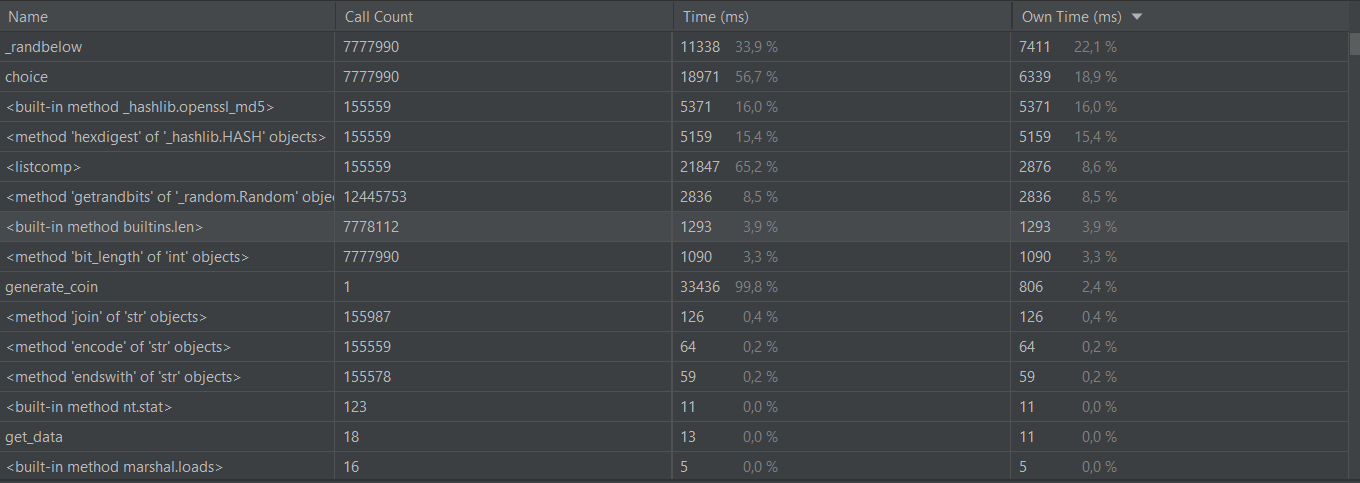 Name Call Count Time (ms) Own Time (ms)
_randbelow 7777990 11338 33,9 % 7411 22,1 %
choice 7777990 18971 56,7 % 6339 18,9 %
<built-in method _hashlib.openssl_md5> 155559 5371 16,0 % 5371 16,0 %
<method 'hexdigest' of '_hashlib.HASH' objects> 155559 5159 15,4 % 5159 15,4 %
<listcomp> 155559 21847 65,2 % 2876 8,6 %
<method 'getrandbits' of '_random.Random' obje 12445753 2836 8,5 % 2836 8,5 %
<built-in method builtins.len> 7778112 1293 3,9 % 1293 3,9 %
<method 'bit_length' of 'int' objects> 7777990 1090 3,3 % 1090 3,3 %
generate_coin 1 33436 99,8 % 806 2,4 %
<method 'join' of 'str' objects> 155987 126 0,4 % 126 0,4 %
<method 'encode' of 'str' objects> 155559 64 0,2 % 64 0,2 %
<method 'endswith' of 'str' objects> 155578 59 0,2 % 59 0,2 %
<built-in method nt.stat> 123 11 0,0 % 11 0,0 %
get_data 18 13 0,0 % 11 0,0 %
<built-in method marshal.loads> 16 5 0,0 % 5 0,0 %